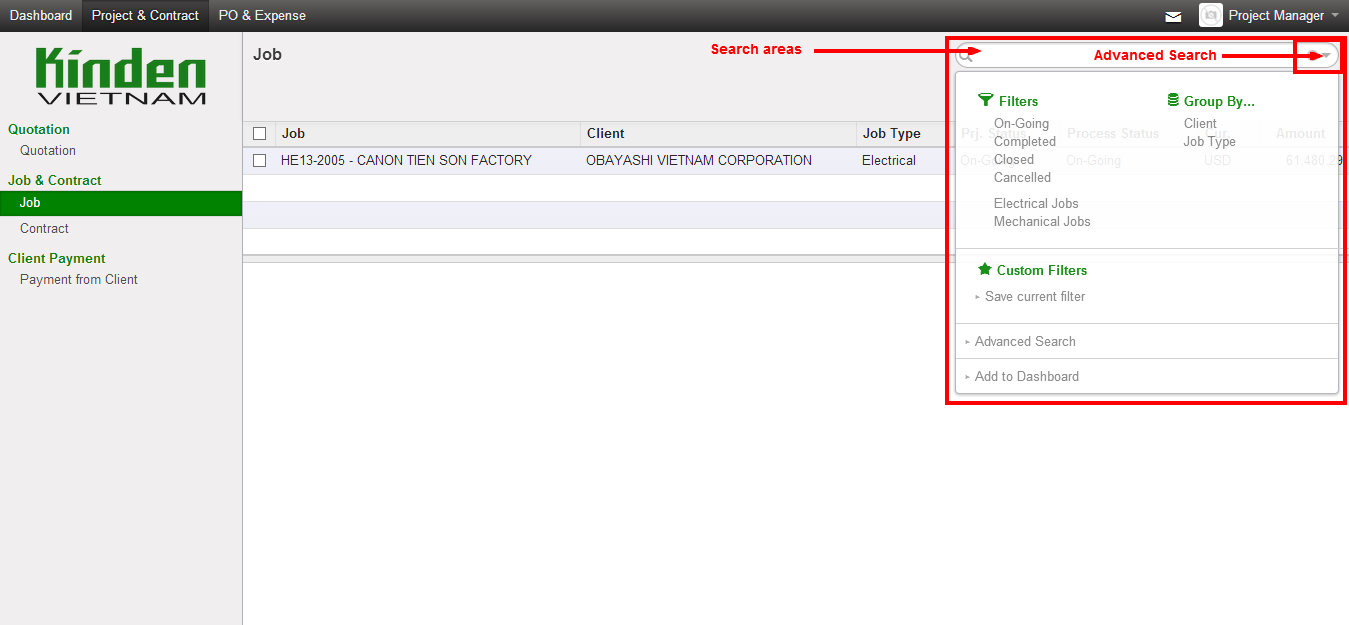 Dashboard Project & Contract PO & Expense Project Manager
Kinden
VIETNAM
Quotation
Quotation
Job & Contract
Job
Contract
Client Payment
Payment from Client
Job
Search areas
Advanced Search
Job Client Job Type Prj. Status Process Status Cur.. Amount
HE13-2005 - CANON TIEN SON FACTORY OBAYASHI VIETNAM CORPORATION Electrical On-Going On-Going USD 61.480.29
Filters
On-Going
Completed
Closed
Cancelled
Electrical Jobs
Mechanical Jobs
Group By...
Client
Job Type
Custom Filters
Save current filter
Advanced Search
Add to Dashboard